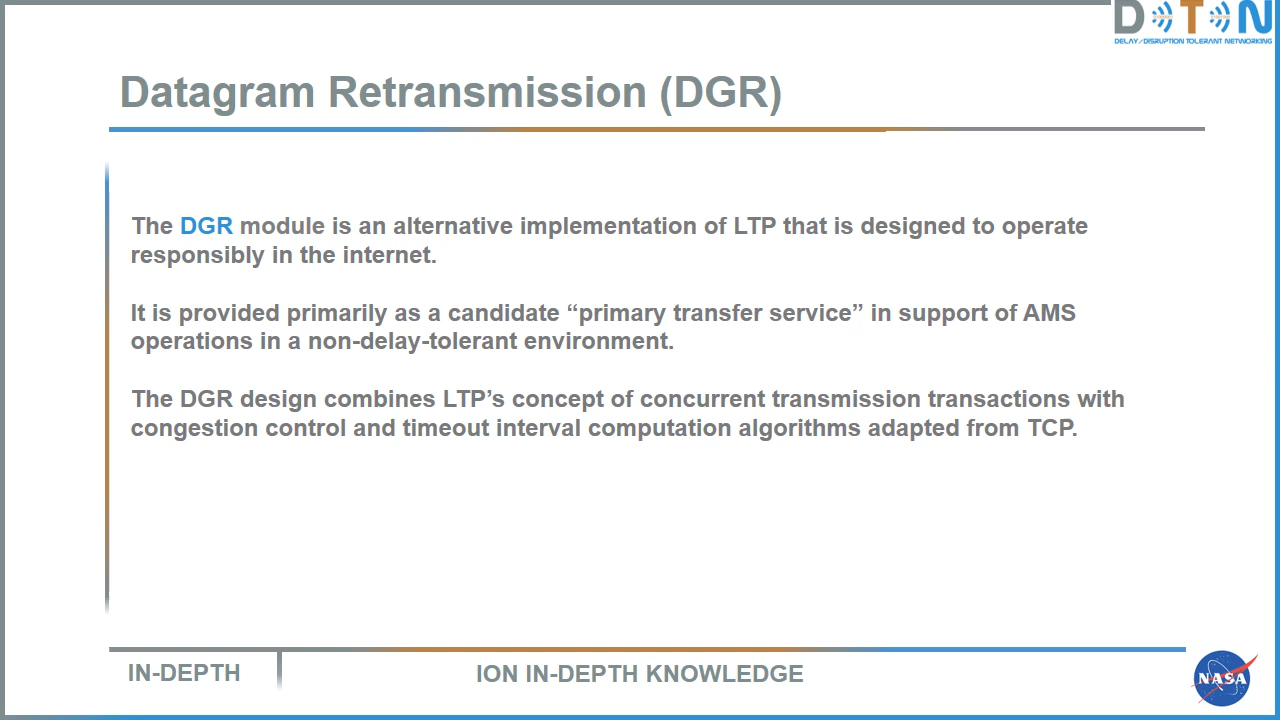 DTN
DELAY/DISRUPTION TOLERANT NETWORKING
Datagram Retransmission (DGR)
The DGR module is an alternative implementation of LTP that is designed to operate
responsibly in the internet.
It is provided primarily as a candidate “primary transfer service” in support of AMS
operations in a non-delay-tolerant environment.
The DGR design combines LTP’s concept of concurrent transmission transactions with
congestion control and timeout interval computation algorithms adapted from TCP.
IN-DEPTH
ION IN-DEPTH KNOWLEDGE
NASA